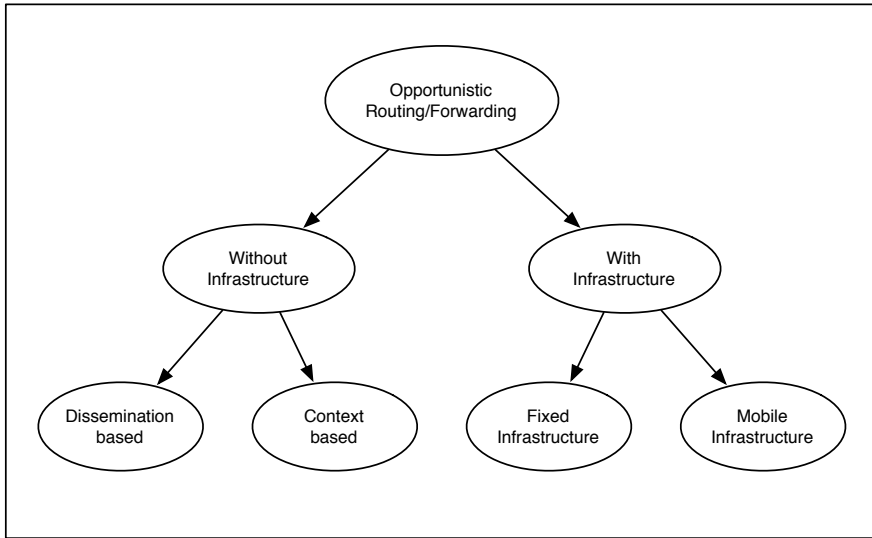 Opportunistic
Routing/Forwarding
Without
Infrastructure
With
Infrastructure
Dissemination
based
Context
based
Fixed
Infrastructure
Mobile
Infrastructure